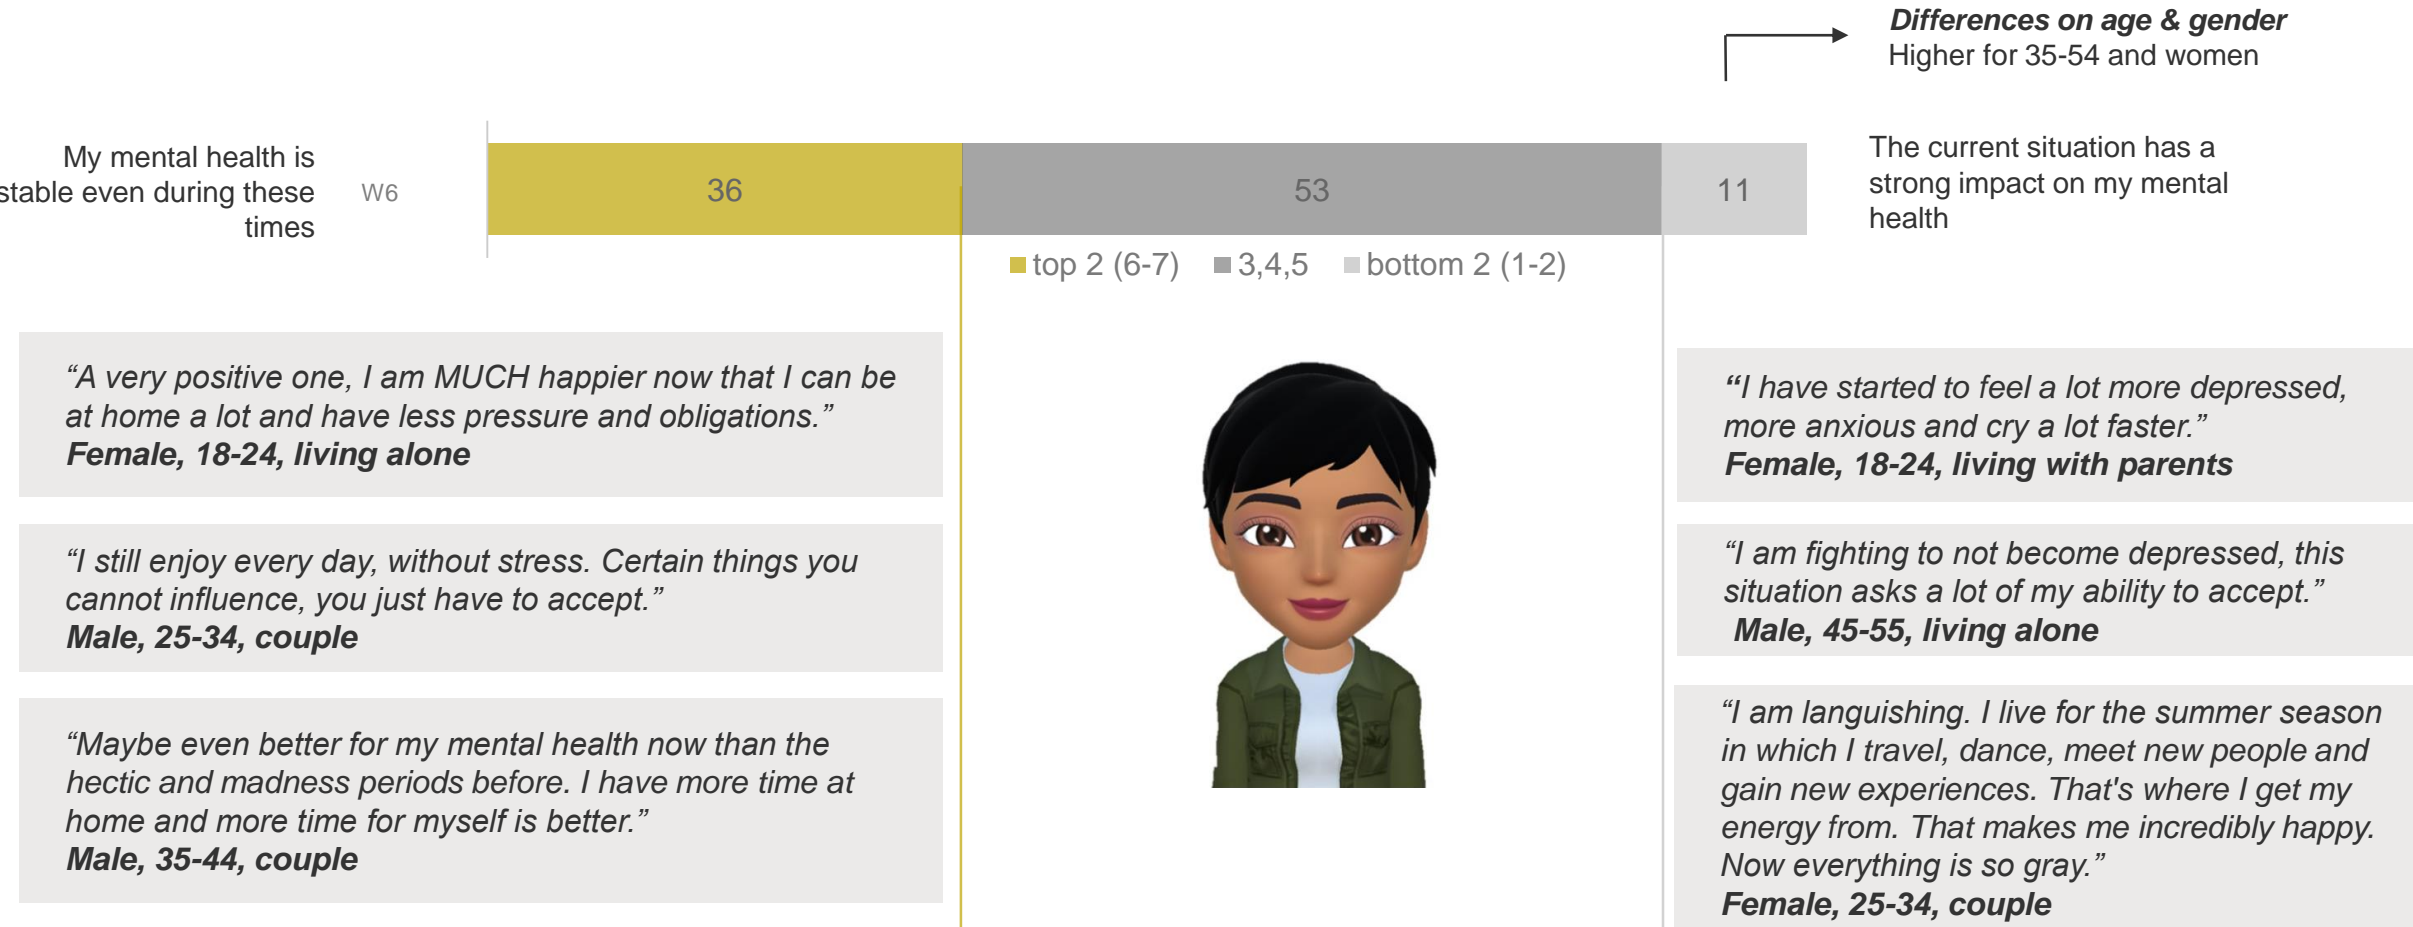 Differences on age & gender
Higher for 35-54 and women
My mental health is
stable even during these
times
W6
36
53
11
The current situation has a
strong impact on my mental
health
top 2 (6-7)
3,4,5
bottom 2 (1-2)
“A very positive one, I am MUCH happier now that I can be
at home a lot and have less pressure and obligations.”
Female, 18-24, living alone
“I still enjoy every day, without stress. Certain things you
cannot influence, you just have to accept.”
Male, 25-34, couple
“Maybe even better for my mental health now than the
hectic and madness periods before. I have more time at
home and more time for myself is better.”
Male, 35-44, couple
“I have started to feel a lot more depressed,
more anxious and cry a lot faster.”
Female, 18-24, living with parents
“I am fighting to not become depressed, this
situation asks a lot of my ability to accept.”
Male, 45-55, living alone
“I am languishing. I live for the summer season
in which I travel, dance, meet new people and
gain new experiences. That's where I get my
energy from. That makes me incredibly happy.
Now everything is so gray.”
Female, 25-34, couple